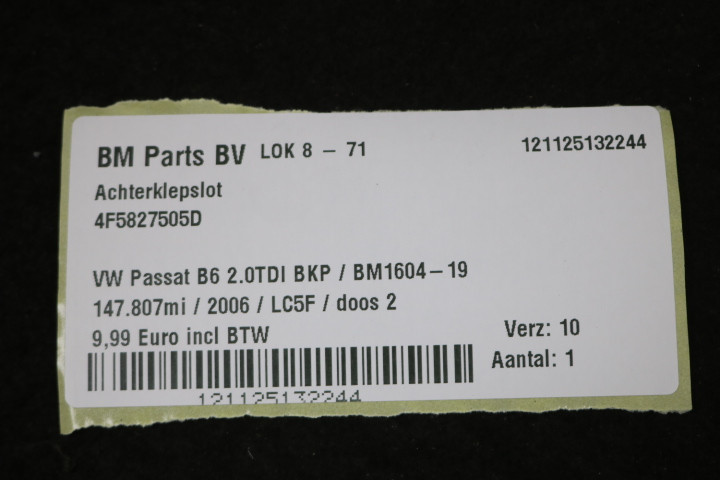 BM Parts BV LOK 8 – 71 121125132244
Achterklepslot
4F5827505D
VW Passat B6 2.0TDI BKP / BM1604–19
147.807mi / 2006 / LC5F / doos 2
9,99 Euro incl BTW
Verz: 10
Aantal: 1
121125132244